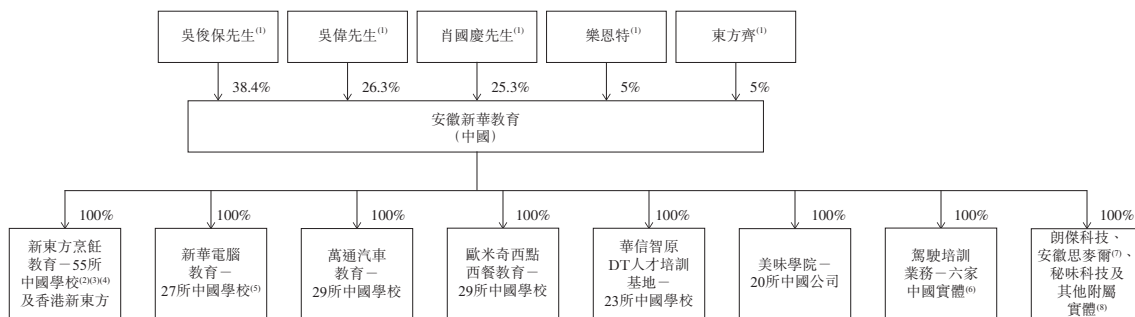 吳俊保先生(1)
吳偉先生(1)
肖國慶先生(1)
樂恩特(1)
東方齊(1)
38.4%
26.3%
25.3%
5%
5%
安徽新華教育
(中國)
100%
100%
100%
100%
100%
100%
100%
100%
新東方烹飪
教育－55所
中國學校(2)(3)(4)
及香港新東方
新華電腦
教育－
27所中國學校(5)
萬通汽車
教育－
29所中國學校
歐米奇西點
西餐教育－
29所中國學校
華信智原
DT人才培訓
基地－
23所中國學校
美味學院－
20所中國公司
駕駛培訓
業務－六家
中國實體(6)
朗傑科技、
安徽思麥爾(7)、
秘味科技及
其他附屬
實體(8)